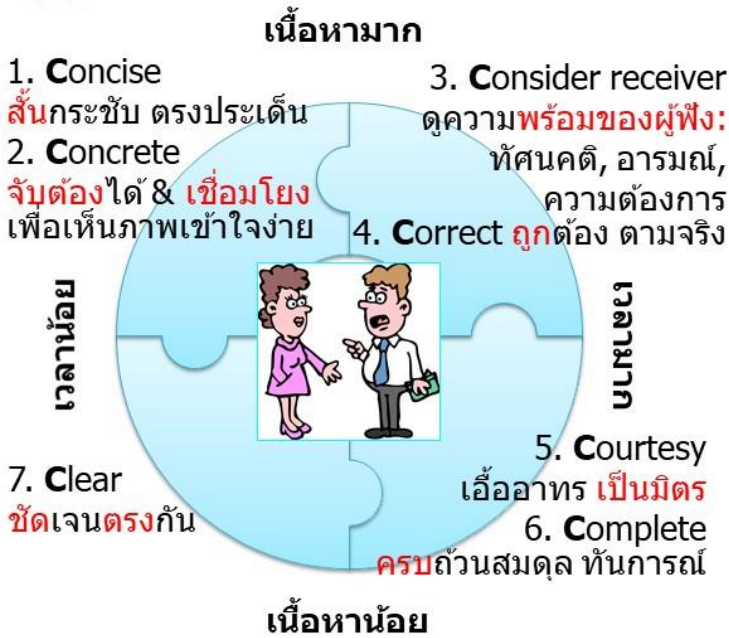 เนื้อหามาก
1. Concise
สั้นกระชับ ตรงประเด็น
2. Concrete
จับต้องได้ & เชื่อมโยง
เพื่อเห็นภาพเข้าใจง่าย
3. Consider receiver
ดูความพร้อมของผู้ฟัง:
ทัศนคติ, อารมณ์,
ความต้องการ
4. Correct ถูกต้อง ตามจริง
เวลาน้อย
เวลามาก
7. Clear
ชัดเจนตรงกัน
5. Courtesy
เอื้ออาทร เป็นมิตร
6. Complete
ครบถ้วนสมดุล ทันการณ์
เนื้อหาน้อย